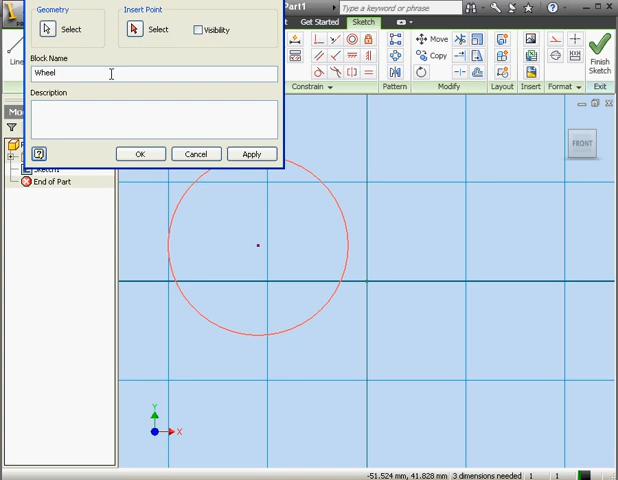 Part1
Type a keyword or phrase
Geometry
Insert Point
Select
Select
Visibility
Block Name
Wheel
Description
OK
Cancel
Apply
Get Started
Sketch
Line
Move
Copy
Constrain
Pattern
Modify
Layout
Insert
Format
Finish
Sketch
Exit
End of Part
FRONT
Y
X
-51.524 mm, 41.828 mm
3 dimensions needed
1
1